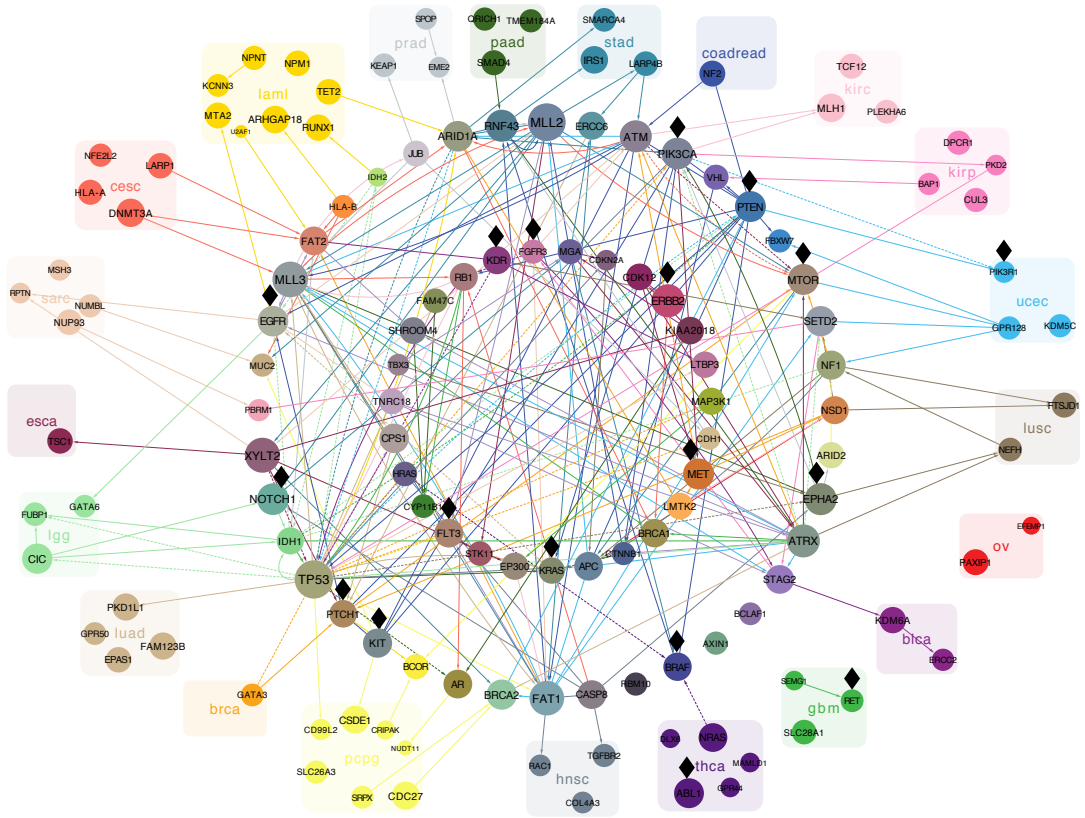 prad
SPOP
KEAP1
EME2
QRICH1
TMEM184A
SMAD4
paad
SMARCA4
stad
IRS1
LARP4B
coadread
NF2
TCF12
kirc
MLH1
PLEKHA6
NPNT
NPM1
KCNN3
laml
TET2
MTA2
ARHGAP18
U2AF1
RUNX1
DPCR1
PKD2
kirp
BAP1
CUL3
NFE2L2
LARP1
cesc
HLA-A
DNMT3A
ARID1A
RNF43
MLL2
ERCC6
ATM
PIK3CA
JUB
IDH2
VHL
HLA-B
PTEN
FAT2
FBXW7
KDR
FGFR3
MGA
CDKN2A
MLL3
RB1
CDK12
MTOR
PIK3R1
ucec
GPR128
KDM5C
MSH3
RPTN
sarc
NUMBL
NUP93
FAM47C
ERBB2
EGFR
SHROOM4
KIAA2018
SETD2
MUC2
TBX3
LTBP3
NF1
PBRM1
TNRC18
MAP3K1
NSD1
HTSJD1
lusc
NEFH
esca
TSC1
CPS1
CDH1
ARID2
XYLT2
HRAS
MET
NOTCH1
CYP11B1
LMTK2
EPHA2
FUBP1
GATA6
lgg
CIC
IDH1
FLT3
BRCA1
ATRX
EFEMP1
ov
PAXIP1
STK11
EP300
KRAS
APC
CTNNB1
STAG2
TP53
PTCH1
KIT
BCLAF1
AXIN1
KDM6A
blca
ERCC2
PKD1L1
GPR50
luad
EPAS1
FAM123B
BCOR
AR
BRCA2
FAT1
CASP8
RBM10
BRAF
SEMG1
RET
gbm
SLC28A1
GATA3
brca
CD99L2
CSDE1
CRIPAK
NUDT11
pcpg
SLC26A3
SRPX
CDC27
RAC1
TGFBR2
hnsc
COL4A3
DLX6
NRAS
thca
MAMLD1
ABL1
GPR44